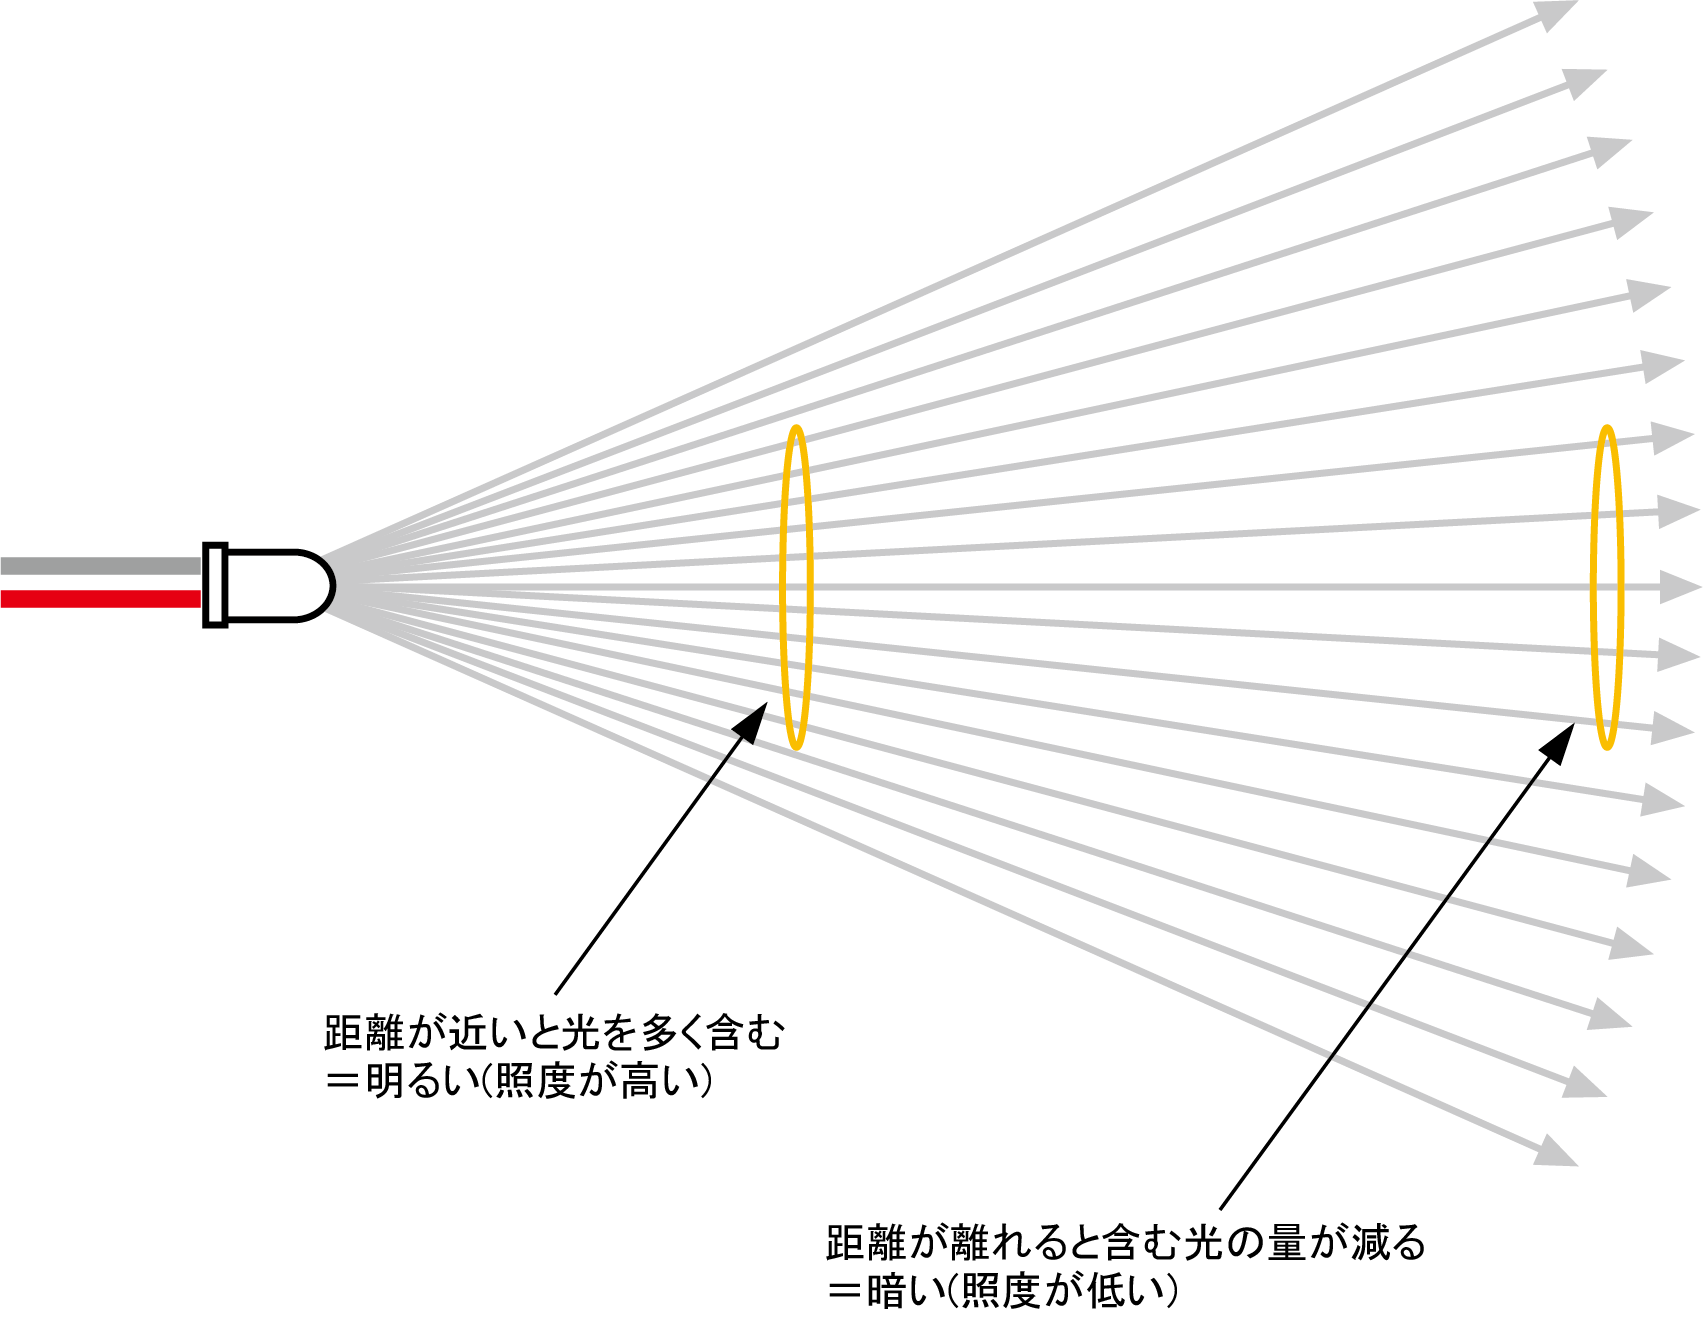 距離が近いと光を多く含む
＝明るい(照度が高い)
距離が離れると含む光の量が減る
＝暗い(照度が低い)